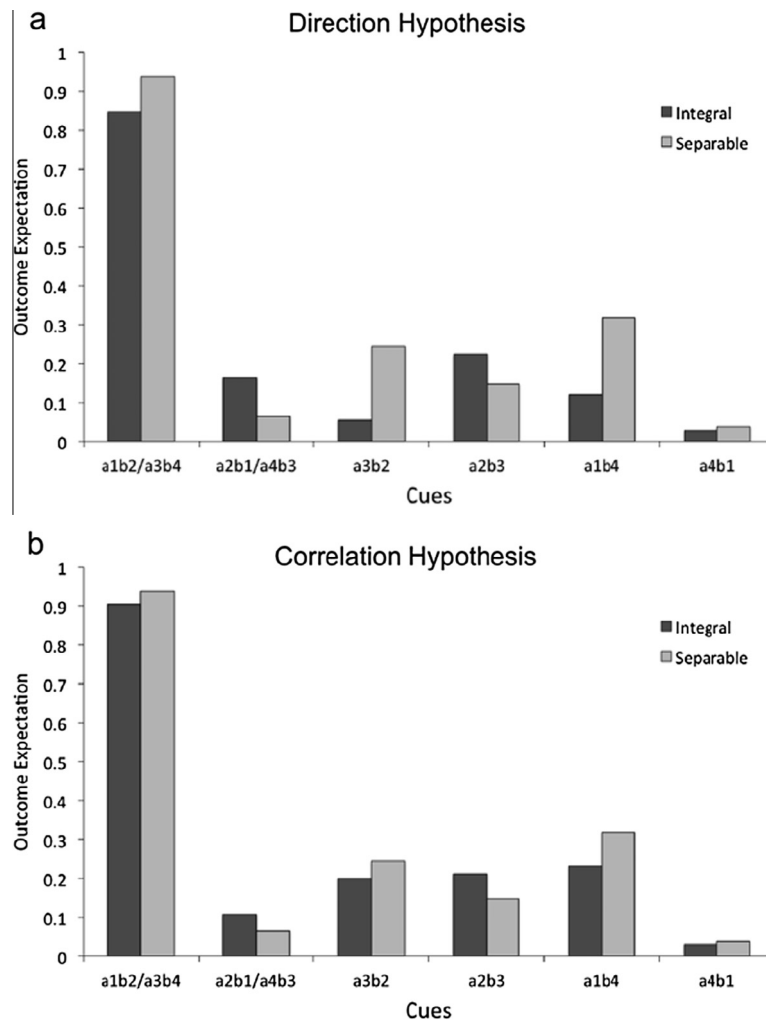 a
Direction Hypothesis
1
0.9
0.8
0.7
0.6
0.5
0.4
0.3
0.2
0.1
0
Outcome Expectation
Integral
Separable
a1b2/a3b4 a2b1/a4b3 a3b2 a2b3 a1b4 a4b1
Cues
b
Correlation Hypothesis
1
0.9
0.8
0.7
0.6
0.5
0.4
0.3
0.2
0.1
0
Outcome Expectation
Integral
Separable
a1b2/a3b4 a2b1/a4b3 a3b2 a2b3 a1b4 a4b1
Cues